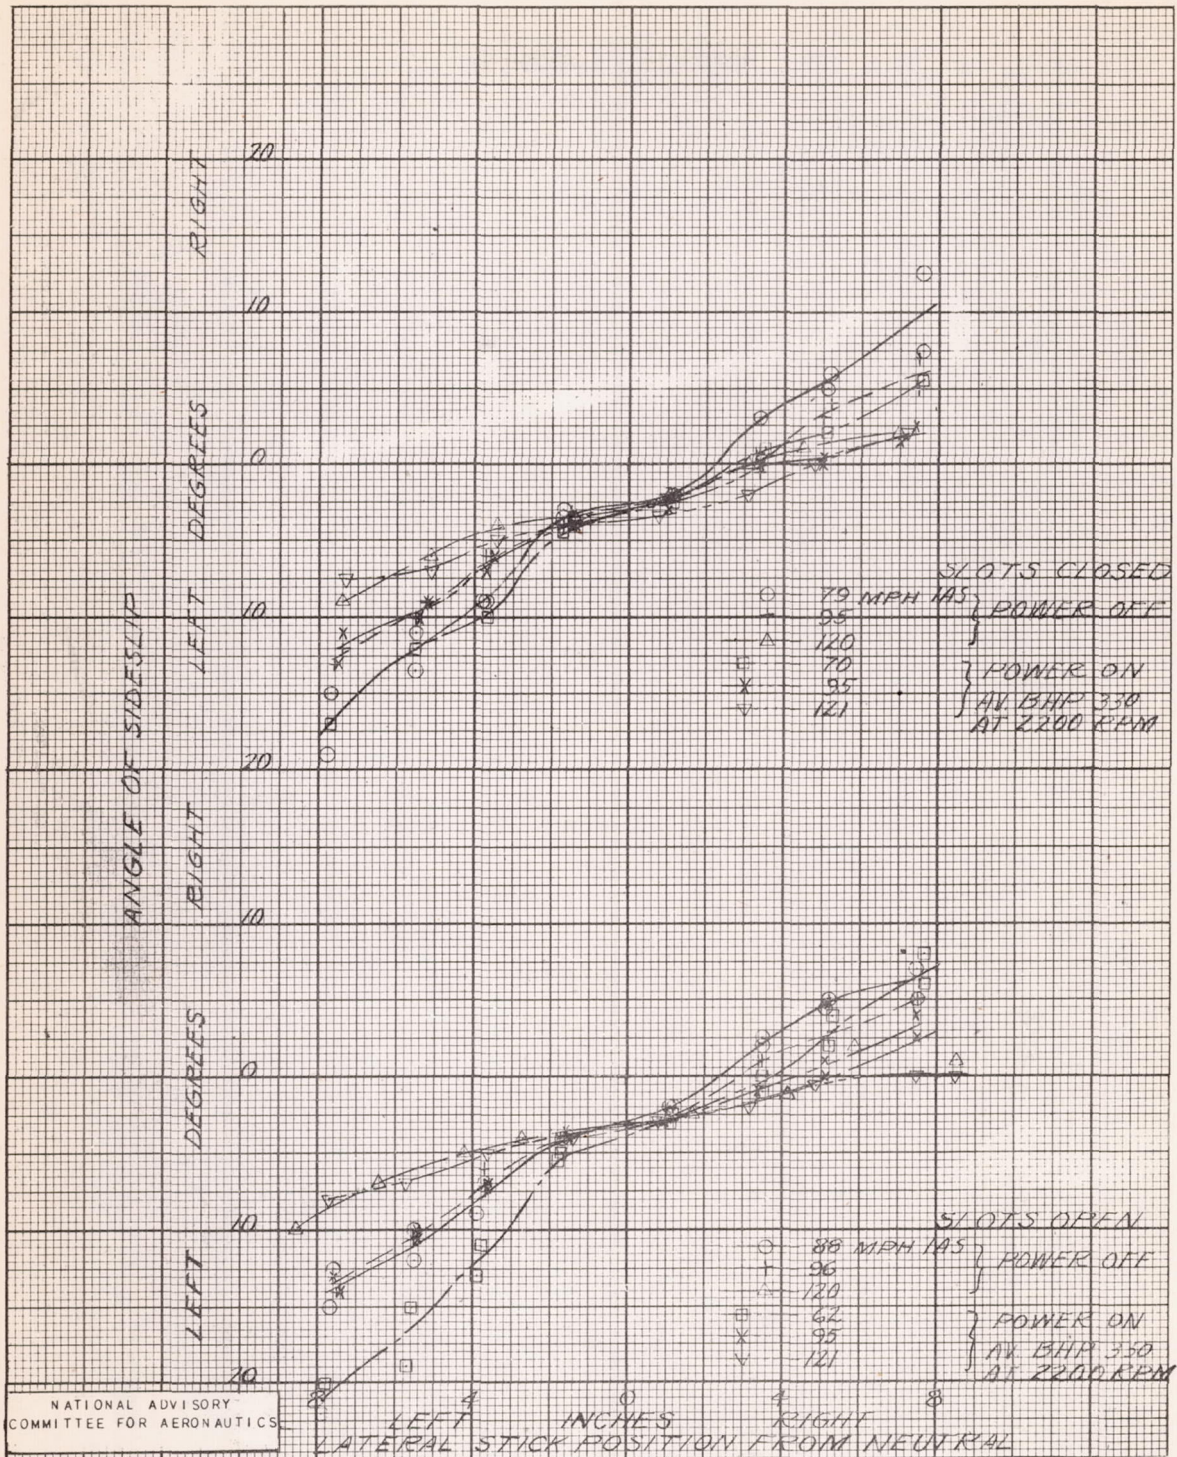 20
RIGHT
10
0
DEGREES
LEFT
10
20
ANGLE OF SIDESLIP
SLOTS CLOSED
○ 79 MPH IAS
+ 95
△ 120
POWER OFF
□ 70
x 95
▽ 121
POWER ON
AV. BHP 330
AT 2200 RPM
RIGHT
10
0
DEGREES
10
LEFT
20
SLOTS OPEN
○ 88 MPH IAS
+ 96
△ 120
POWER OFF
□ 62
x 95
▽ 121
POWER ON
AV. BHP 330
AT 2200 RPM
8 4 0 4 8
LEFT INCHES RIGHT
LATERAL STICK POSITION FROM NEUTRAL
NATIONAL ADVISORY
COMMITTEE FOR AERONAUTICS